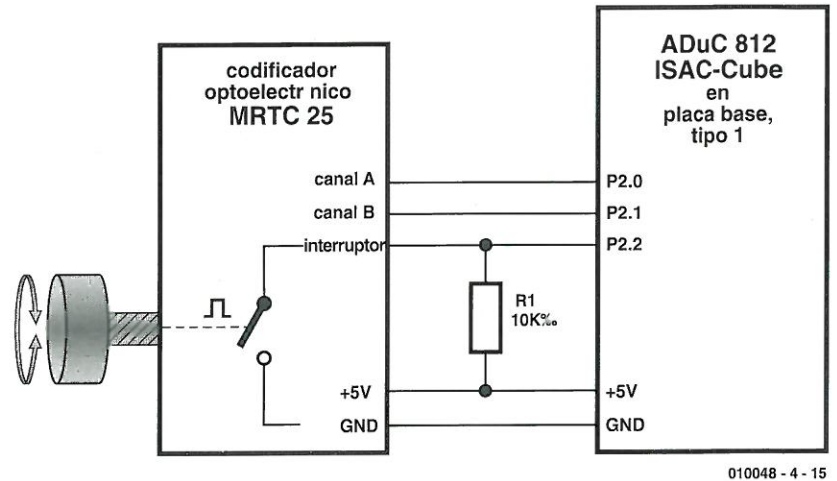 codificador
optoelectr nico
MRTC 25
canal A
canal B
interruptor
+5V
GND
R1
10K‰
ADuC 812
ISAC-Cube
en
placa base,
tipo 1
P2.0
P2.1
P2.2
+5V
GND
010048 - 4 - 15